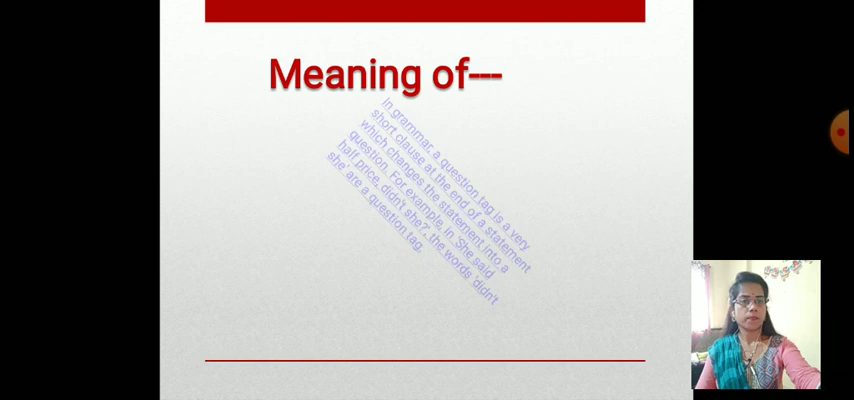 Meaning of---
In grammar, a question tag is a very
short clause at the end of a statement
which changes the statement into a
question. For example, in 'She said
half price, didn't she?', the words 'didn't
she' are a question tag.